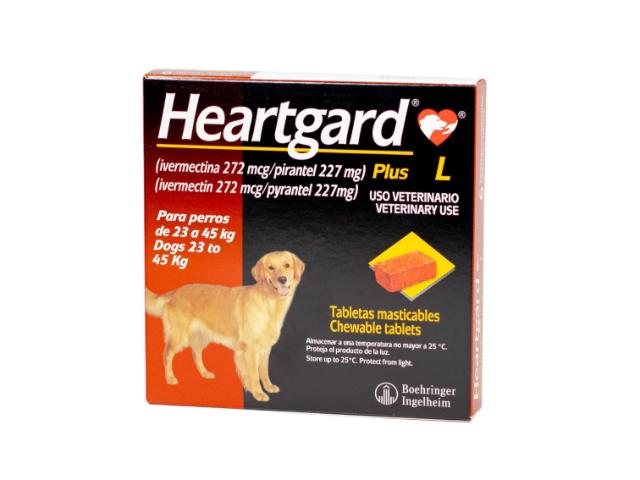 Heartgard®
®
(ivermectina 272 mcg/pirantel 227 mg) Plus L
(ivermectin 272 mcg/pyrantel 227mg)
USO VETERINARIO
VETERINARY USE
Para perros
de 23 a 45 kg
Dogs 23 to
45 Kg
Tabletas masticables
Chewable tablets
Almacenar a una temperatura no mayor a 25 °C.
Proteja el producto de la luz.
Store up to 25°C. Protect from light.
Boehringer
Ingelheim
Heartgard